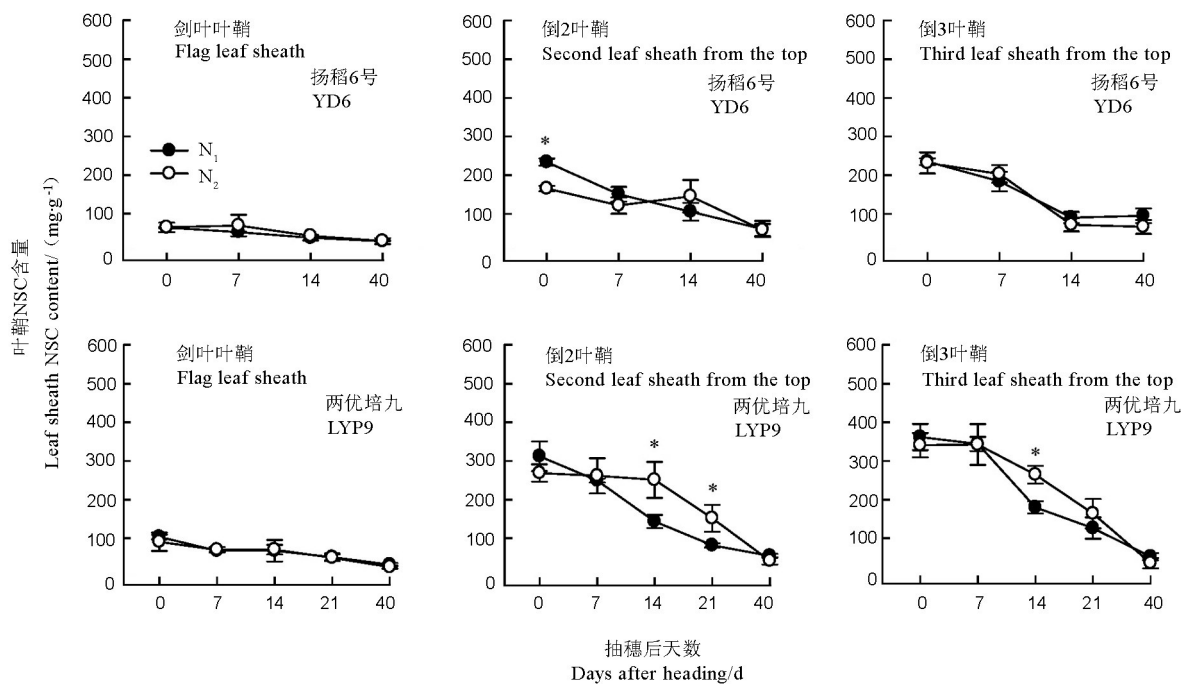 叶鞘NSC含量
Leaf sheath NSC content/（mg·g-1）
600
500
400
300
200
100
0
剑叶叶鞘
Flag leaf sheath
扬稻6号
YD6
N1
N2
0 7 14 40
600
500
400
300
200
100
0
倒2叶鞘
Second leaf sheath from the top
扬稻6号
YD6
*
0 7 14 40
600
500
400
300
200
100
0
倒3叶鞘
Third leaf sheath from the top
扬稻6号
YD6
0 7 14 40
600
500
400
300
200
100
0
剑叶叶鞘
Flag leaf sheath
两优培九
LYP9
0 7 14 21 40
600
500
400
300
200
100
0
倒2叶鞘
Second leaf sheath from the top
两优培九
LYP9
*
*
0 7 14 21 40
600
500
400
300
200
100
0
倒3叶鞘
Third leaf sheath from the top
两优培九
LYP9
*
0 7 14 21 40
抽穗后天数
Days after heading/d